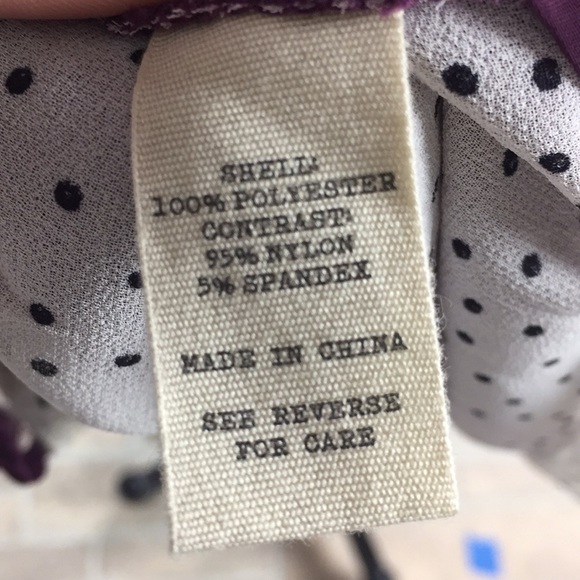 SHELL:
100% POLYESTER
CONTRAST:
95% NYLON
5% SPANDEX
MADE IN CHINA
SEE REVERSE
FOR CARE